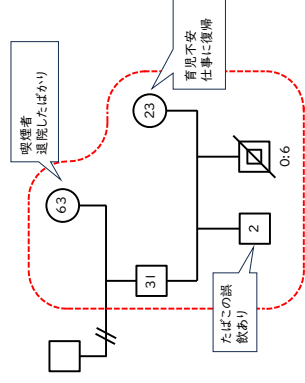 喫煙者
退院したばかり
育児不安
仕事に復帰
63
23
31
2
0:6
たばこの誤
飲あり